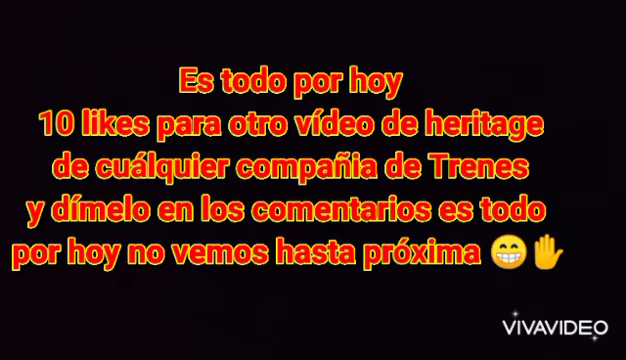 Es todo por hoy
10 likes para otro vídeo de heritage
de cuálquier compañia de Trenes
y dímelo en los comentarios es todo
por hoy no vemos hasta próxima 😁✋
VIVAVIDEO